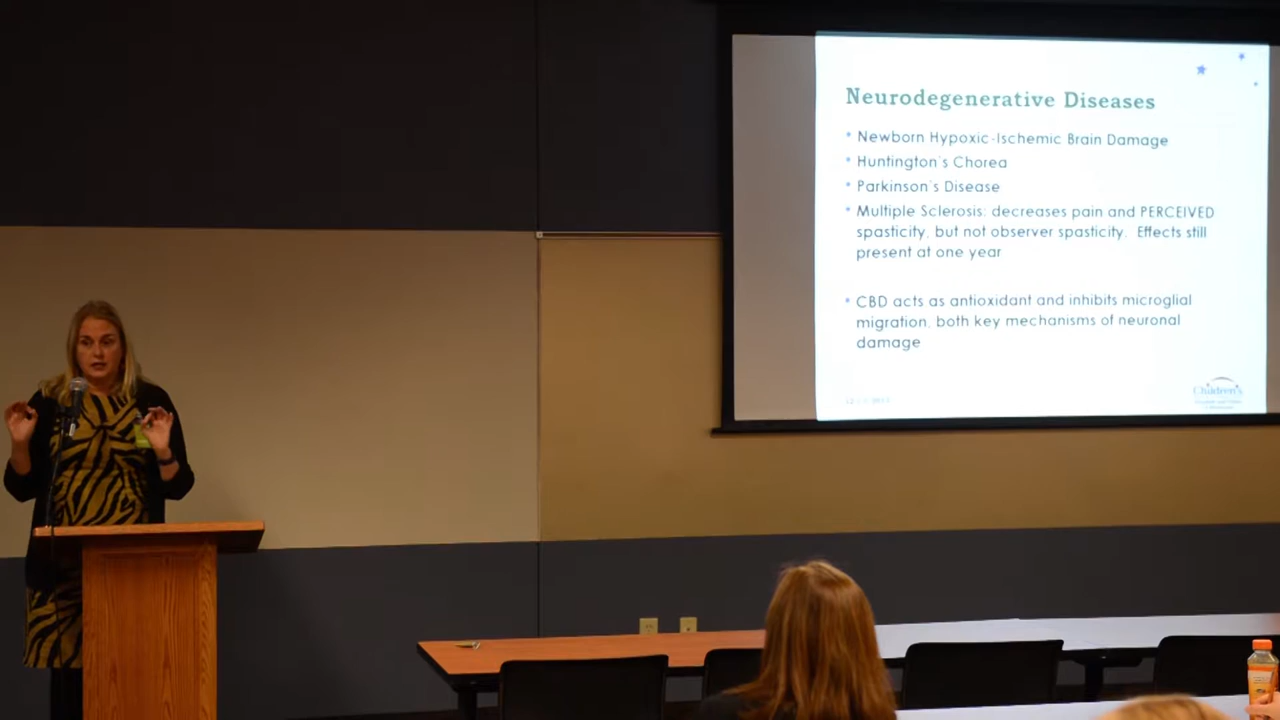 Neurodegenerative Diseases
* Newborn Hypoxic-Ischemic Brain Damage
* Huntington's Chorea
* Parkinson's Disease
* Multiple Sclerosis: decreases pain and PERCEIVED
spasticity, but not observer spasticity. Effects still
present at one year
* CBD acts as antioxidant and inhibits microglial
migration, both key mechanisms of neuronal
damage
Children's